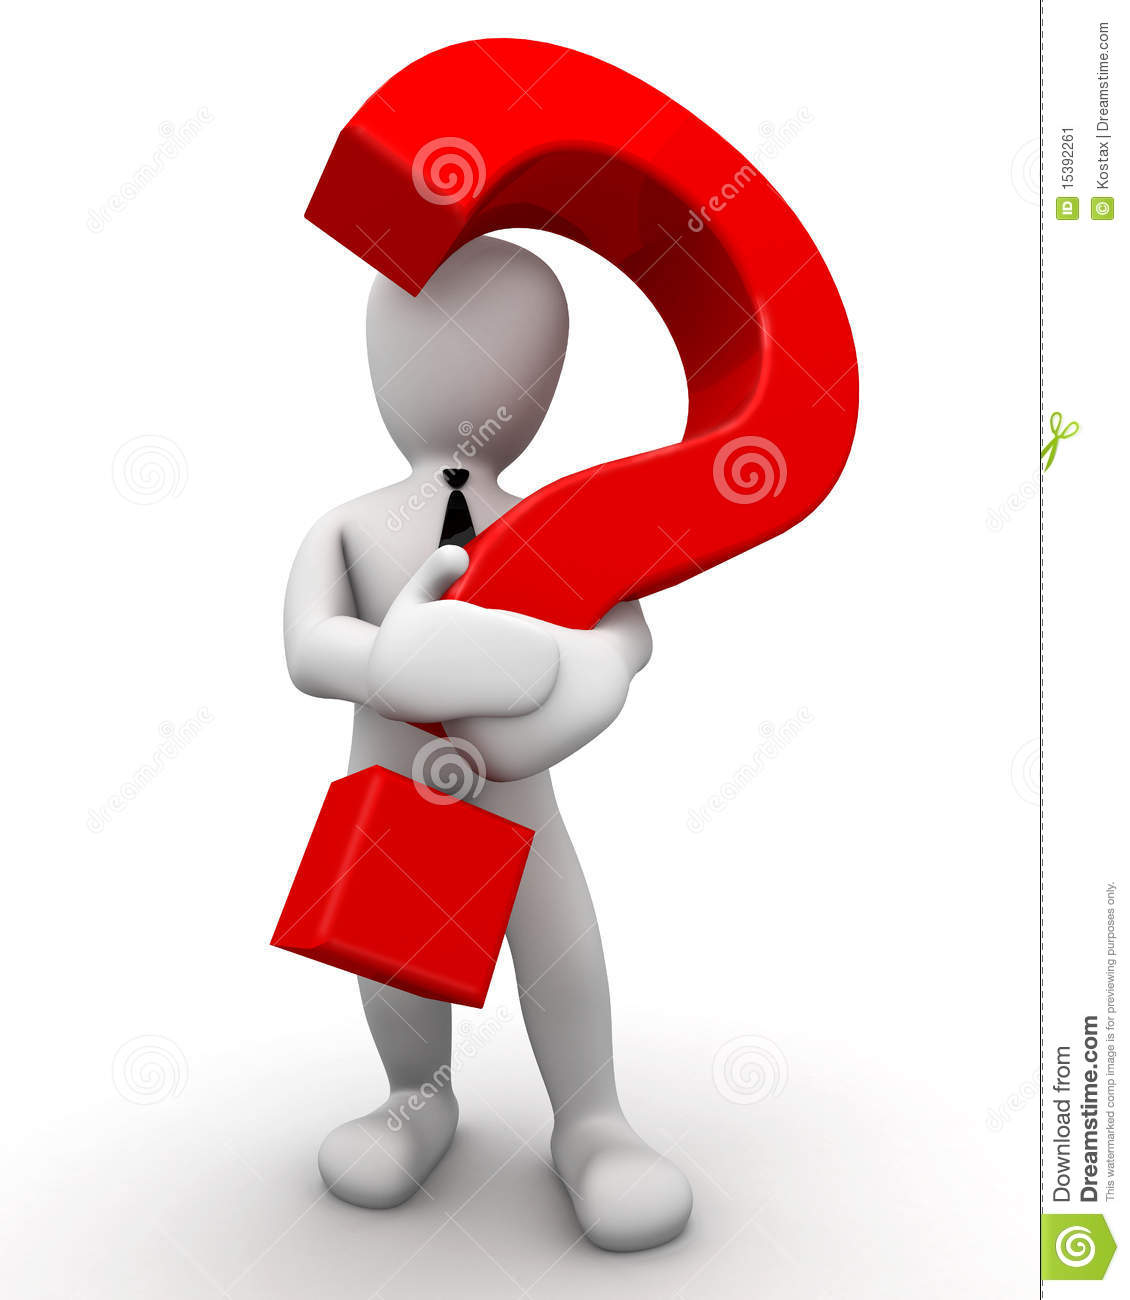 dreamstime
dreamstime
dreamstime
dreamstime
dreamstime
dreamstime
ID 15392261
© Kostax | Dreamstime.com
Download from
Dreamstime.com
This watermarked comp image is for previewing purposes only.